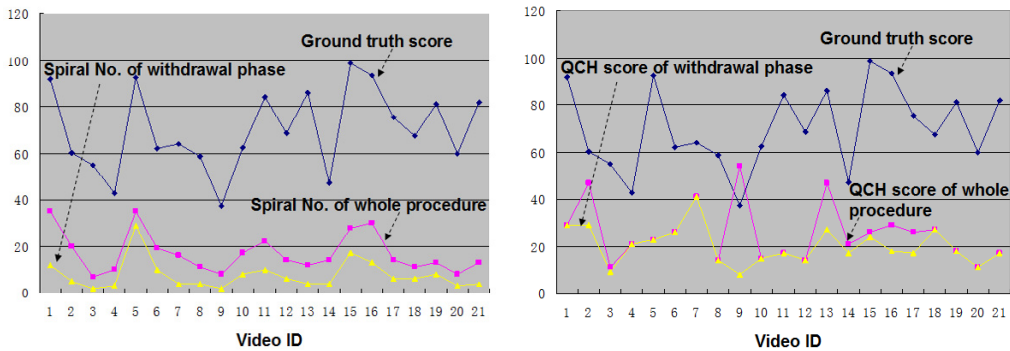 120
100
80
60
40
20
0
Ground truth score
Spiral No. of withdrawal phase
Spiral No. of whole procedure
1 2 3 4 5 6 7 8 9 10 11 12 13 14 15 16 17 18 19 20 21
Video ID
120
100
80
60
40
20
0
Ground truth score
QCH score of withdrawal phase
QCH score of whole
procedure
1 2 3 4 5 6 7 8 9 10 11 12 13 14 15 16 17 18 19 20 21
Video ID